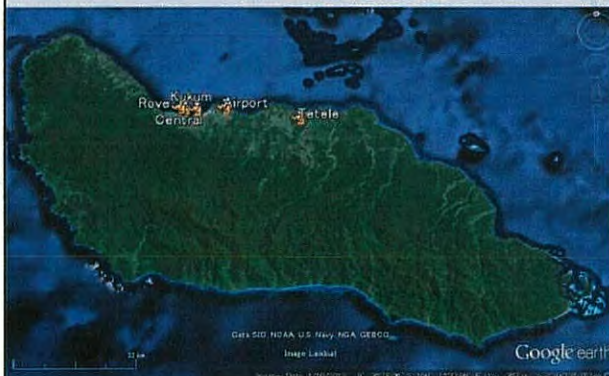 Kukum
Rove
Airport
Central
Tetele
Data SIO, NOAA, U.S. Navy, NGA, GEBCO
Image Landsat
Google earth